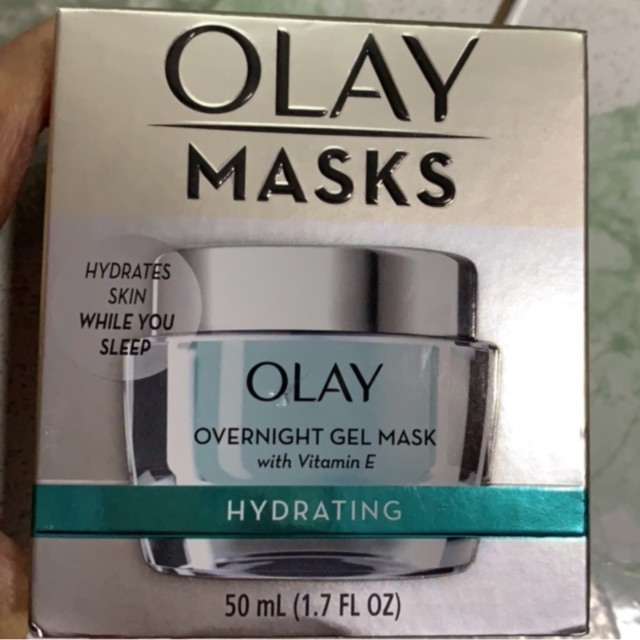 OLAY
MASKS
HYDRATES
SKIN
WHILE YOU
SLEEP
OLAY
OVERNIGHT GEL MASK
with Vitamin E
HYDRATING
50 mL (1.7 FL OZ)